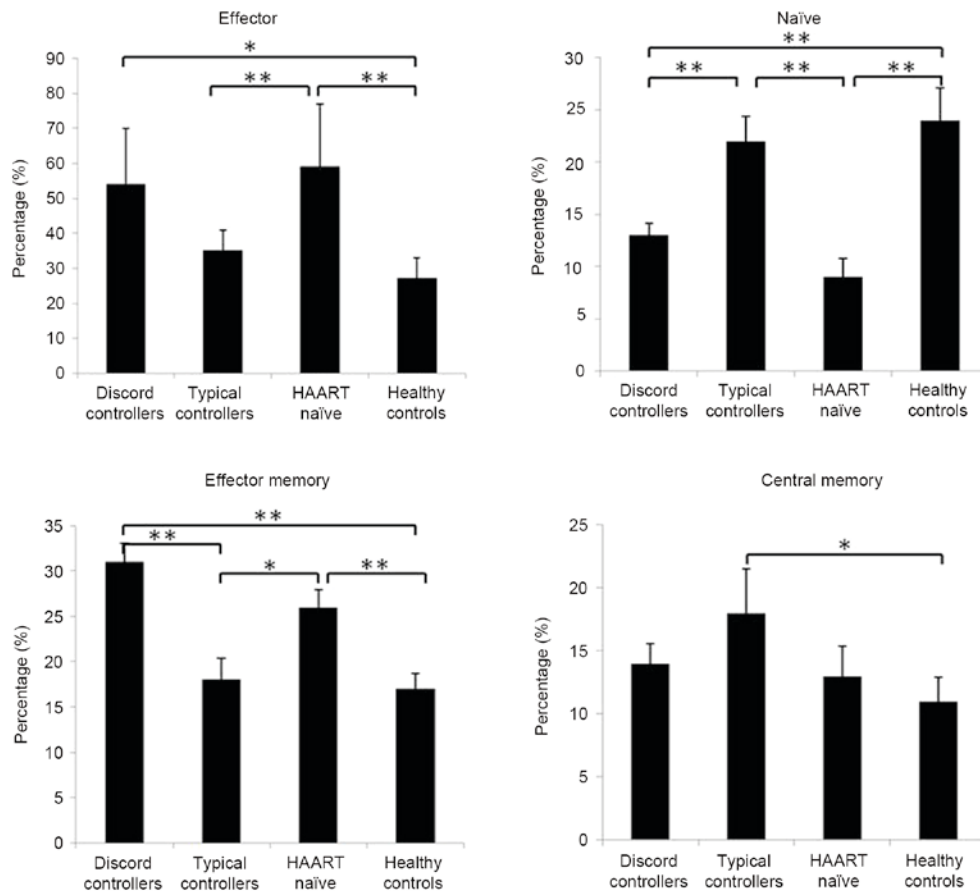 Effector
Percentage (%)
90
80
70
60
50
40
30
20
10
0
*
**
**
Discord
controllers
Typical
controllers
HAART
naïve
Healthy
controls
Naïve
Percentage (%)
30
25
20
15
10
5
0
**
**
**
**
Discord
controllers
Typical
controllers
HAART
naïve
Healthy
controls
Effector memory
Percentage (%)
35
30
25
20
15
10
5
0
**
**
*
**
Discord
controllers
Typical
controllers
HAART
naïve
Healthy
controls
Central memory
Percentage (%)
25
20
15
10
5
0
*
Discord
controllers
Typical
controllers
HAART
naïve
Healthy
controls